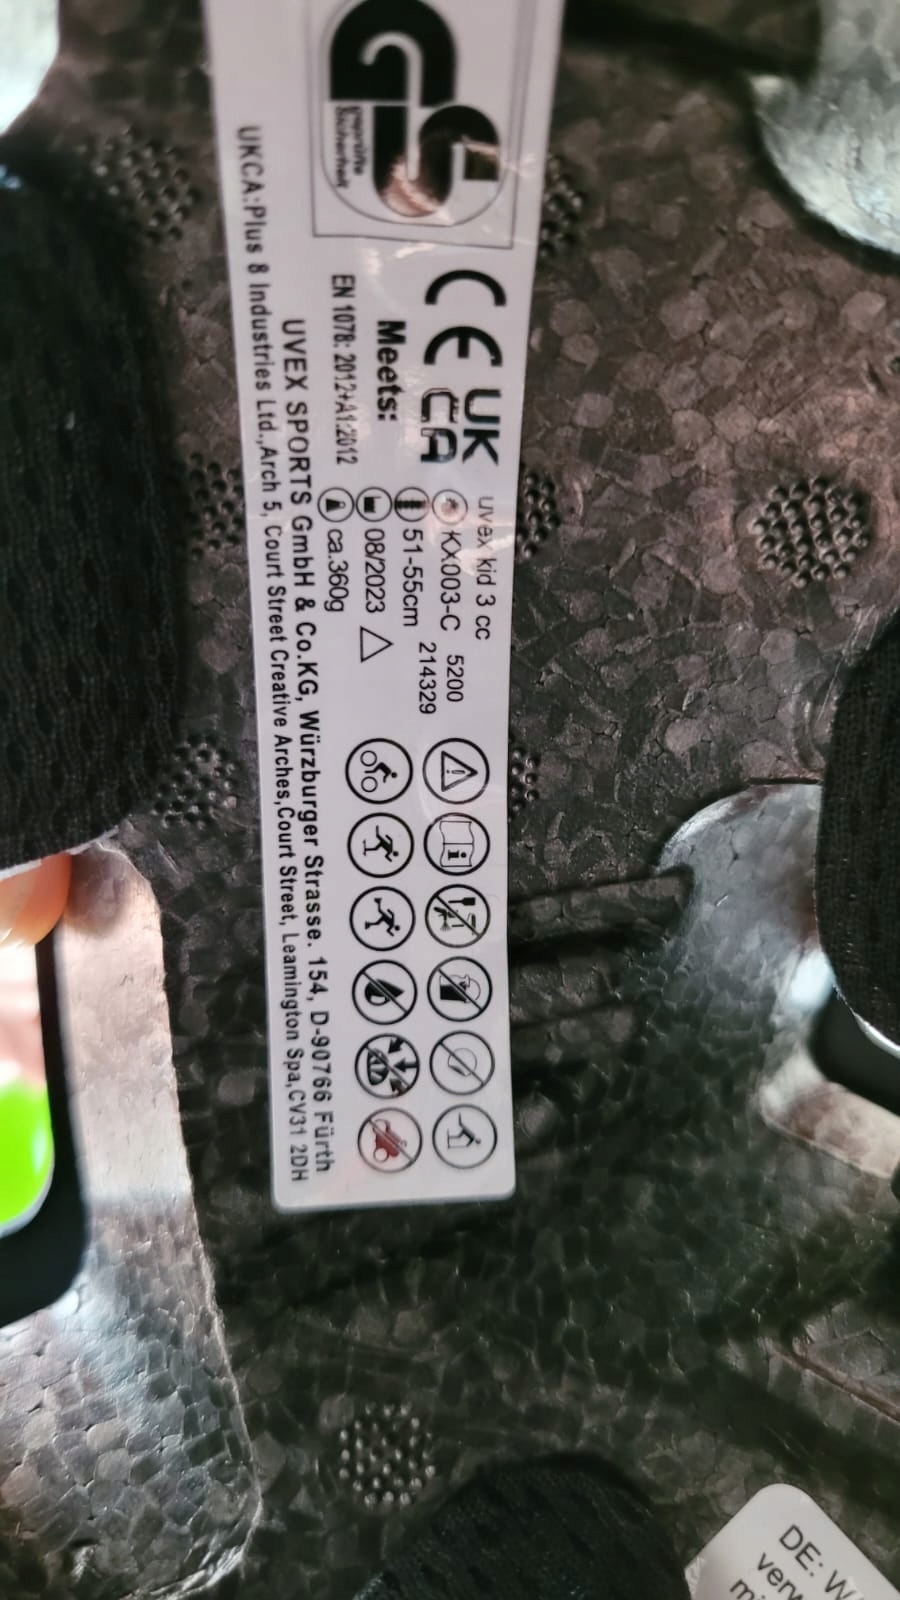 GS
geprüfte
Sicherheit
CE
UK
CA
Meets:
EN 1078: 2012+A1:2012
uvex kid 3 cc
KX003-C 5200
51-55cm 214329
08/2023
ca.360g
UVEX SPORTS GmbH & Co.KG, Würzburger Strasse. 154, D-90766 Fürth
UKCA:Plus 8 Industries Ltd.,Arch 5, Court Street Creative Arches,Court Street, Leamington Spa,CV31 2DH
DE: